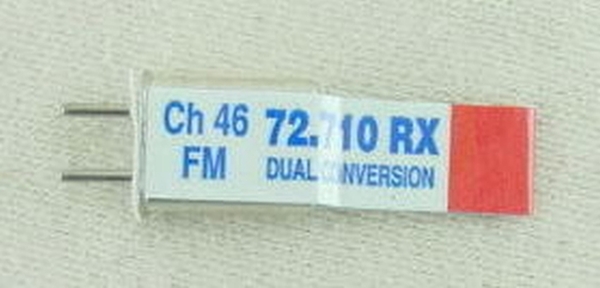 Ch 46 72.710 RX
FM DUAL CONVERSION